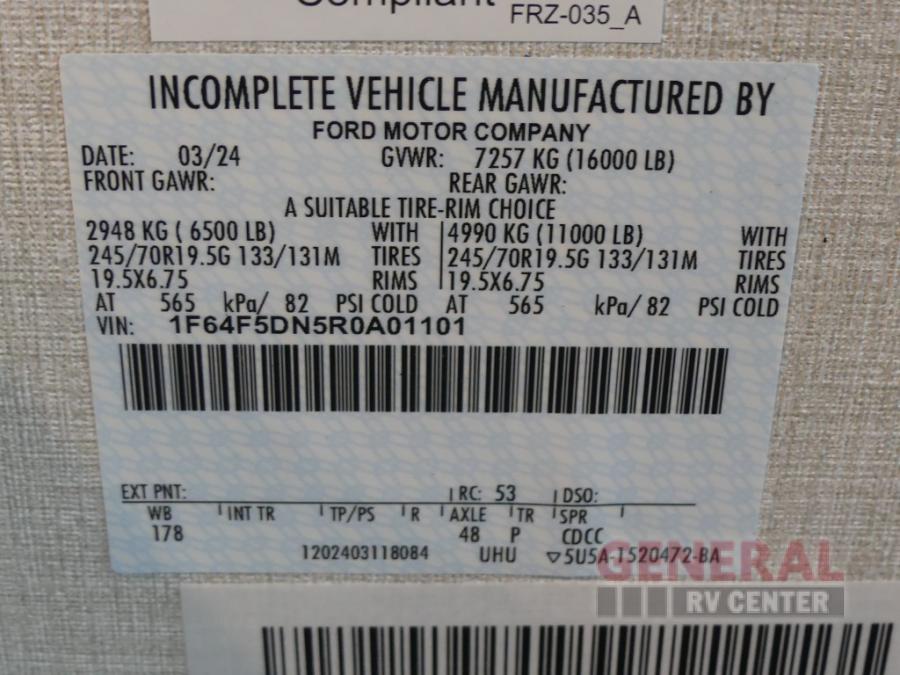 Compliant
FRZ-035_A
INCOMPLETE VEHICLE MANUFACTURED BY
FORD MOTOR COMPANY
DATE: 03/24 GVWR: 7257 KG (16000 LB)
FRONT GAWR: REAR GAWR:
A SUITABLE TIRE-RIM CHOICE
2948 KG ( 6500 LB) WITH 4990 KG (11000 LB) WITH
245/70R19.5G 133/131M TIRES 245/70R19.5G 133/131M TIRES
19.5X6.75 RIMS 19.5X6.75 RIMS
AT 565 kPa/ 82 PSI COLD AT 565 kPa/ 82 PSI COLD
VIN: 1F64F5DN5R0A01101
EXT PNT: RC: 53 DSO:
WB INT TR TP/PS R AXLE TR SPR
178 48 P CDCC
1202403118084 UHU ▽5U5A-1520472-BA
GENERAL
RV CENTER